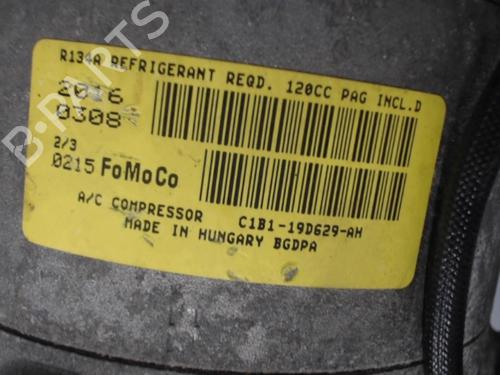 R134A REFRIGERANT REQD. 120CC PAG INCL.D
2016
0308
2/3
0215 FoMoCo
A/C COMPRESSOR C1B1-19D629-AH
MADE IN HUNGARY BGDPA
B-PARTS